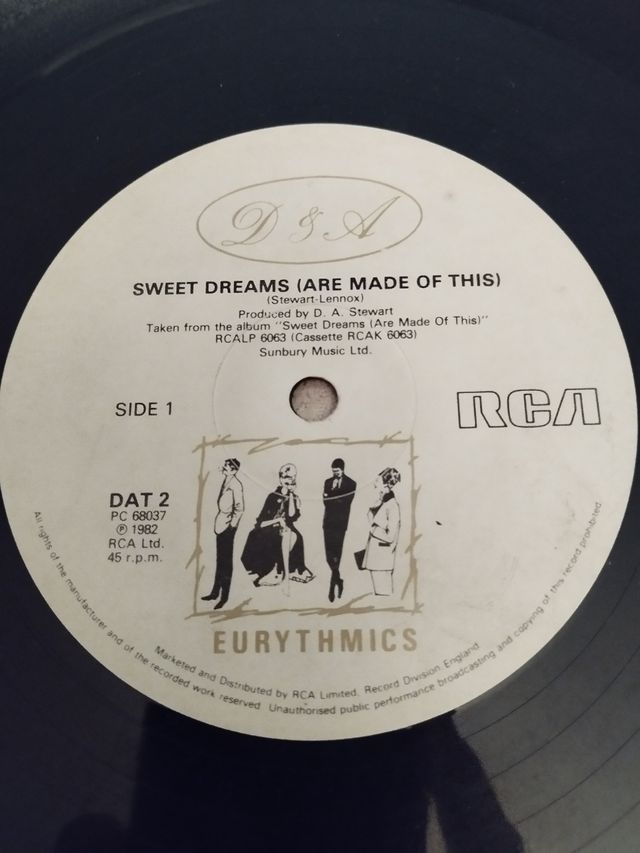 D & A
SWEET DREAMS (ARE MADE OF THIS)
(Stewart-Lennox)
Produced by D. A. Stewart
Taken from the album "Sweet Dreams (Are Made Of This)"
RCALP 6063 (Cassette RCAK 6063)
Sunbury Music Ltd.
SIDE 1
RCA
DAT 2
PC 68037
℗ 1982
RCA Ltd.
45 r.p.m.
EURYTHMICS
Marketed and Distributed by RCA Limited, Record Division England
All rights of the manufacturer and of the recorded work reserved. Unauthorised public performance broadcasting and copying of this record prohibited